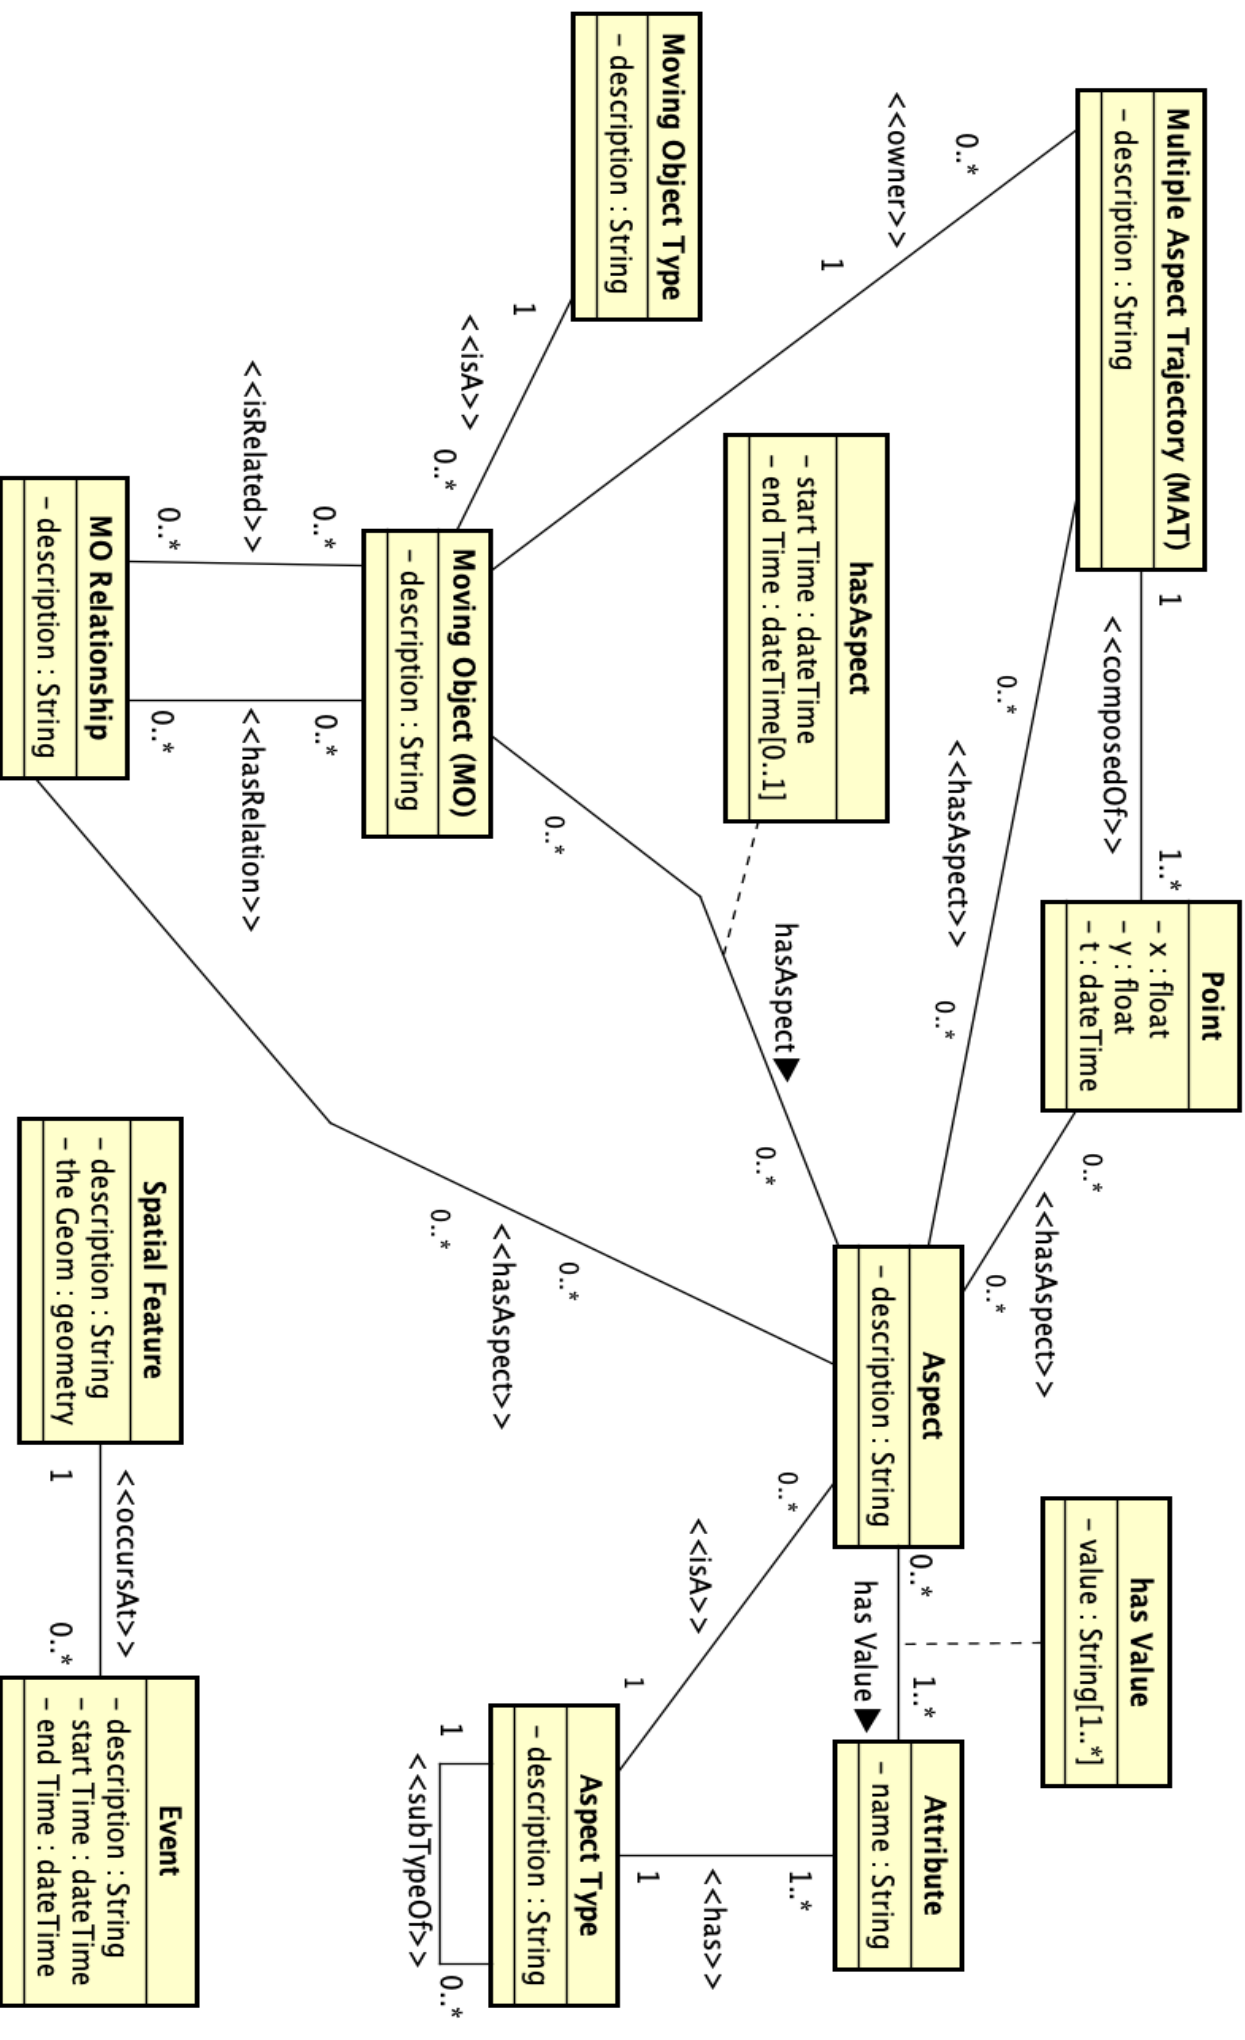 Multiple Aspect Trajectory (MAT)
- description : String
1
<<composedOf>>
1..*
Point
- x : float
- y : float
- t : dateTime
0..*
<<hasAspect>>
0..*
has Value
- value : String[1..*]
0..*
<<owner>>
1
0..*
<<hasAspect>>
0..*
Aspect
- description : String
0..*
has Value
1..*
Attribute
- name : String
hasAspect
- start Time : dateTime
- end Time : dateTime[0..1]
hasAspect
0..*
0..*
Moving Object Type
- description : String
1
<<isA>>
0..*
Moving Object (MO)
- description : String
0..*
<<isA>>
1
1
<<has>>
1..*
Aspect Type
- description : String
1
<<subTypeOf>>
0..*
0..*
<<isRelated>>
0..*
0..*
<<hasRelation>>
0..*
0..*
<<hasAspect>>
0..*
MO Relationship
- description : String
Spatial Feature
- description : String
- the Geom : geometry
1
<<occursAt>>
0..*
Event
- description : String
- start Time : dateTime
- end Time : dateTime